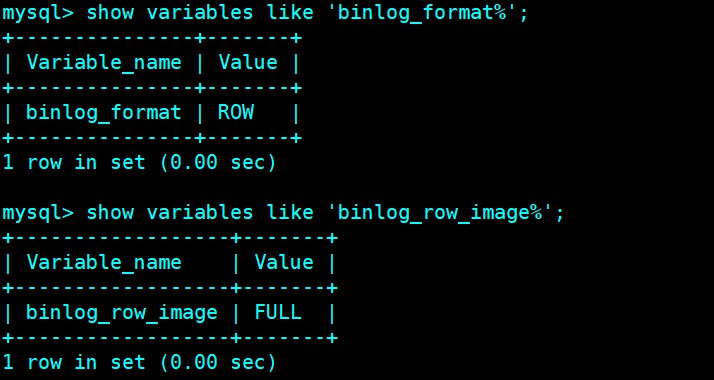 mysql> show variables like 'binlog_format%';
+---------------+-------+
| Variable_name | Value |
+---------------+-------+
| binlog_format | ROW   |
+---------------+-------+
1 row in set (0.00 sec)

mysql> show variables like 'binlog_row_image%';
+------------------+-------+
| Variable_name    | Value |
+------------------+-------+
| binlog_row_image | FULL  |
+------------------+-------+
1 row in set (0.00 sec)